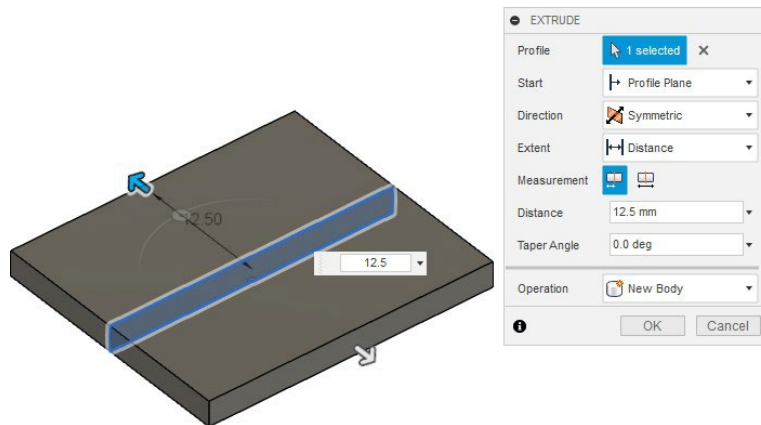 EXTRUDE
Profile
1 selected
Start
Profile Plane
Direction
Symmetric
Extent
Distance
Measurement
Distance
12.5 mm
Taper Angle
0.0 deg
Operation
New Body
OK
Cancel
12.50
12.5